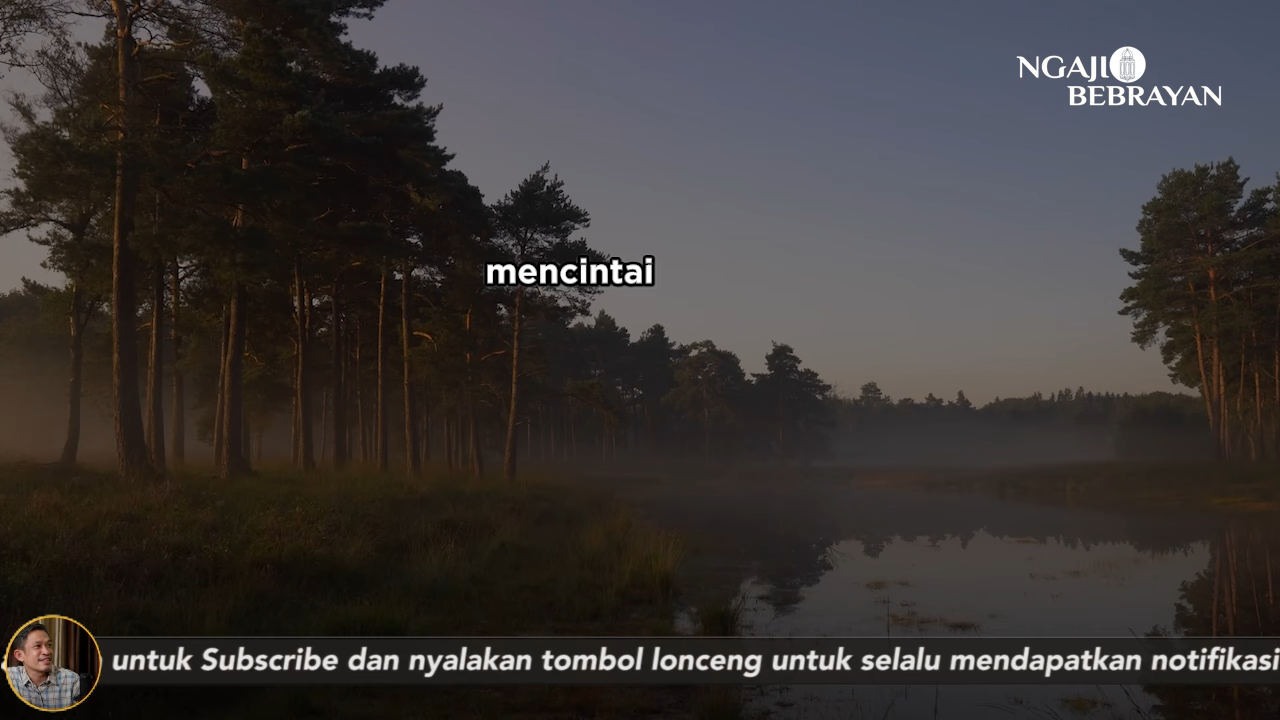 NGAJI
BEBRAYAN
mencintai
untuk Subscribe dan nyalakan tombol lonceng untuk selalu mendapatkan notifikasi